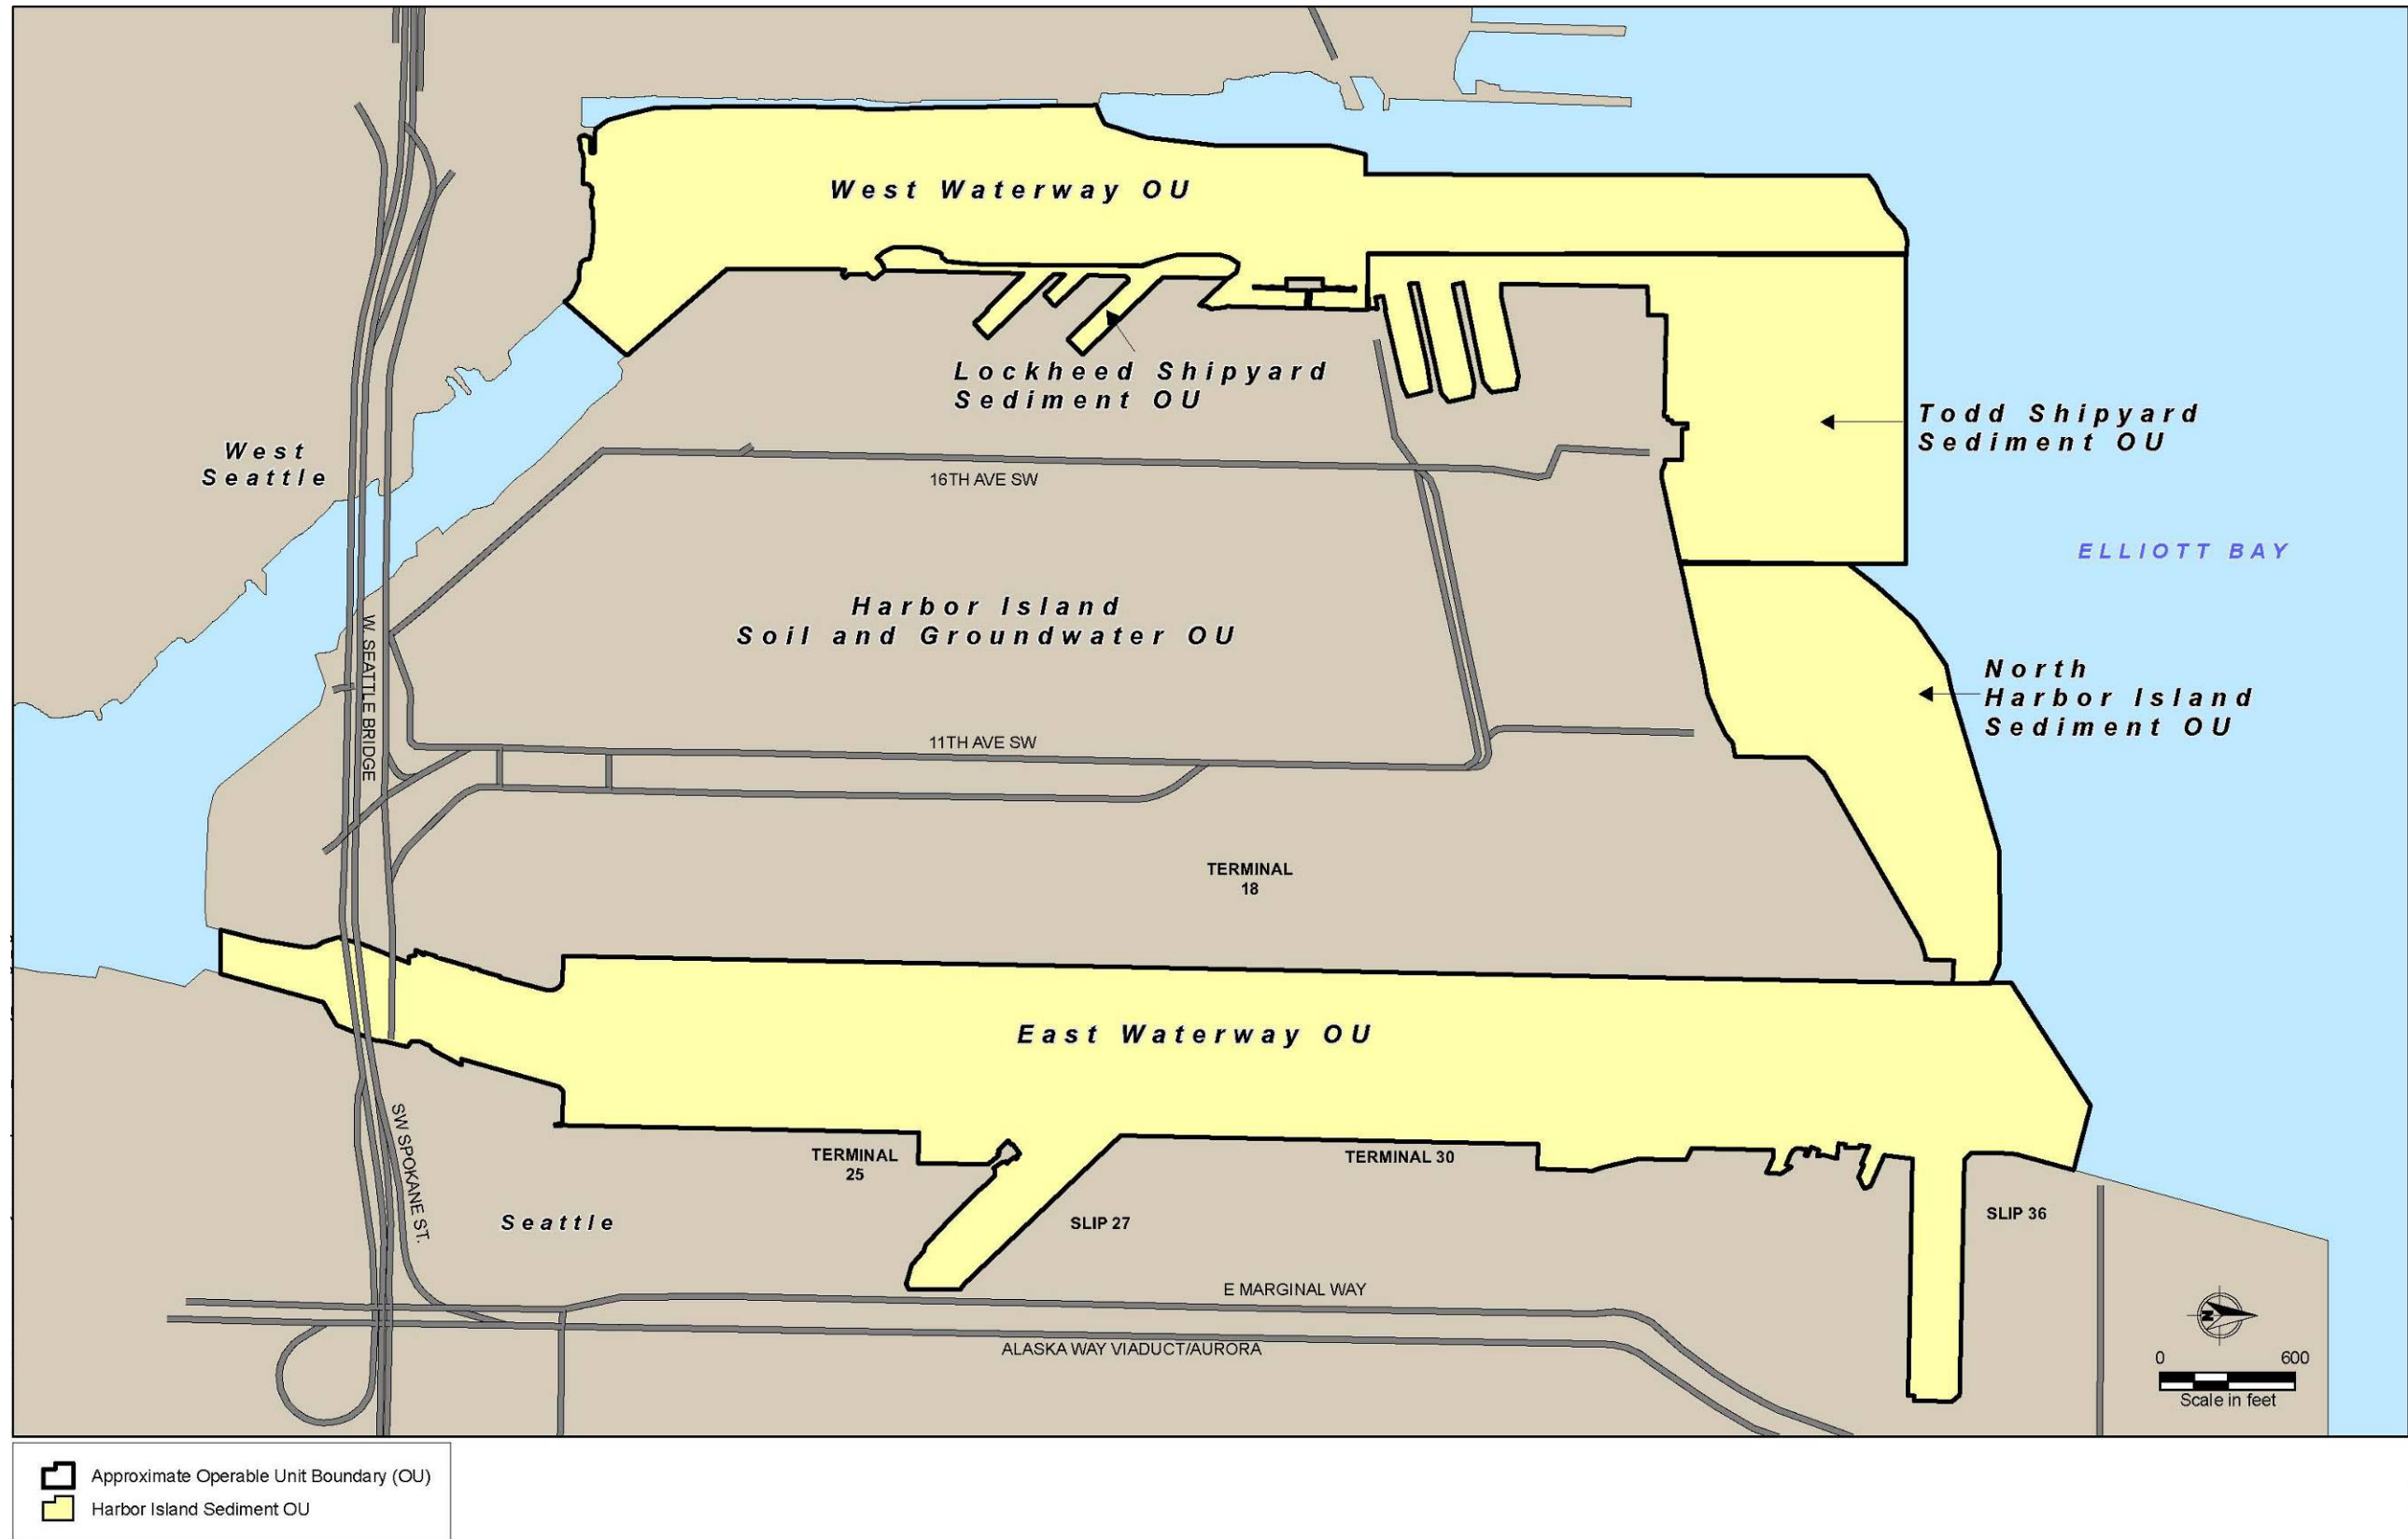 West Waterway OU
Lockheed Shipyard
Sediment OU
Todd Shipyard
Sediment OU
West
Seattle
16TH AVE SW
ELLIOTT BAY
Harbor Island
Soil and Groundwater OU
W. SEATTLE BRIDGE
North
Harbor Island
Sediment OU
11TH AVE SW
TERMINAL
18
East Waterway OU
SW SPOKANE ST.
TERMINAL
25
TERMINAL 30
Seattle
SLIP 27
SLIP 36
E MARGINAL WAY
ALASKA WAY VIADUCT/AURORA
N
0 600
Scale in feet
Approximate Operable Unit Boundary (OU)
Harbor Island Sediment OU